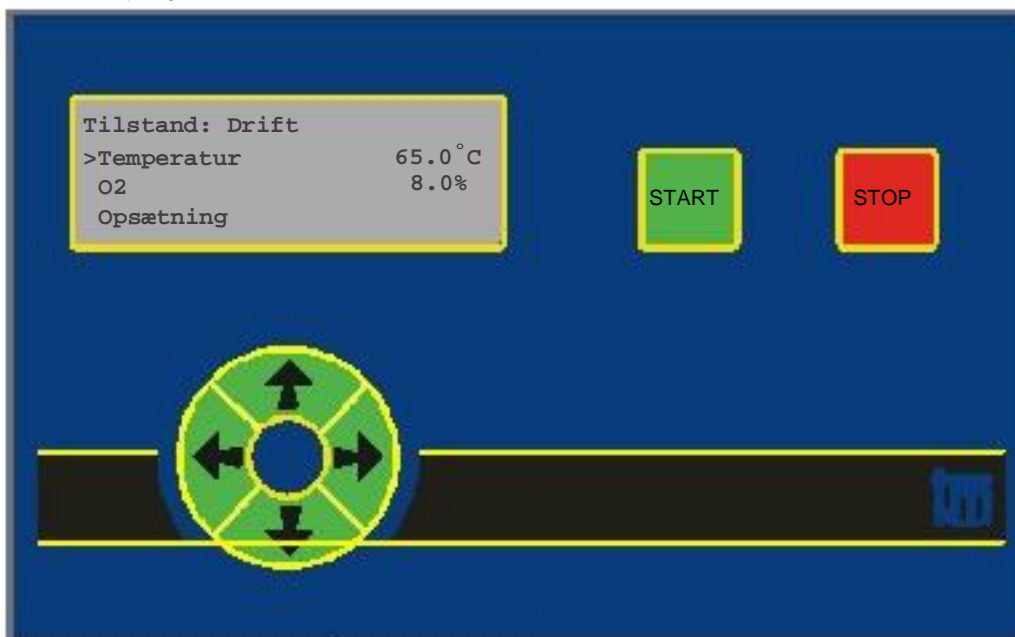 Tilstand: Drift
>Temperatur 65.0°C
O2 8.0%
Opsætning
START
STOP